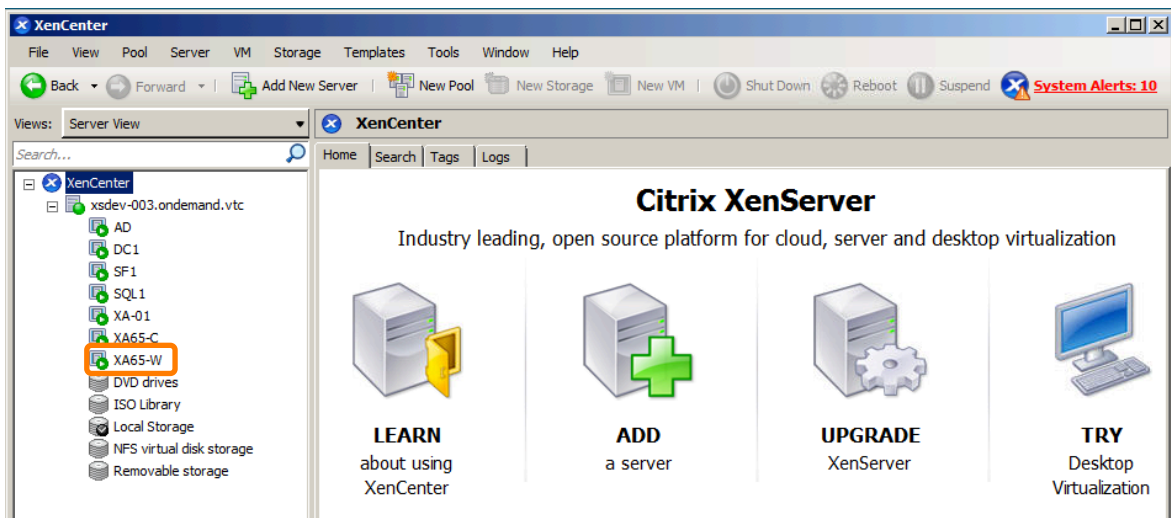 XenCenter
File View Pool Server VM Storage Templates Tools Window Help
Back Forward Add New Server New Pool New Storage New VM Shut Down Reboot Suspend System Alerts: 10
Views: Server View
XenCenter
Search...
Home Search Tags Logs
XenCenter
xsdev-003.ondemand.vtc
AD
DC1
SF1
SQL1
XA-01
XA65-C
XA65-W
DVD drives
ISO Library
Local Storage
NFS virtual disk storage
Removable storage
Citrix XenServer
Industry leading, open source platform for cloud, server and desktop virtualization
LEARN
about using
XenCenter
ADD
a server
UPGRADE
XenServer
TRY
Desktop
Virtualization